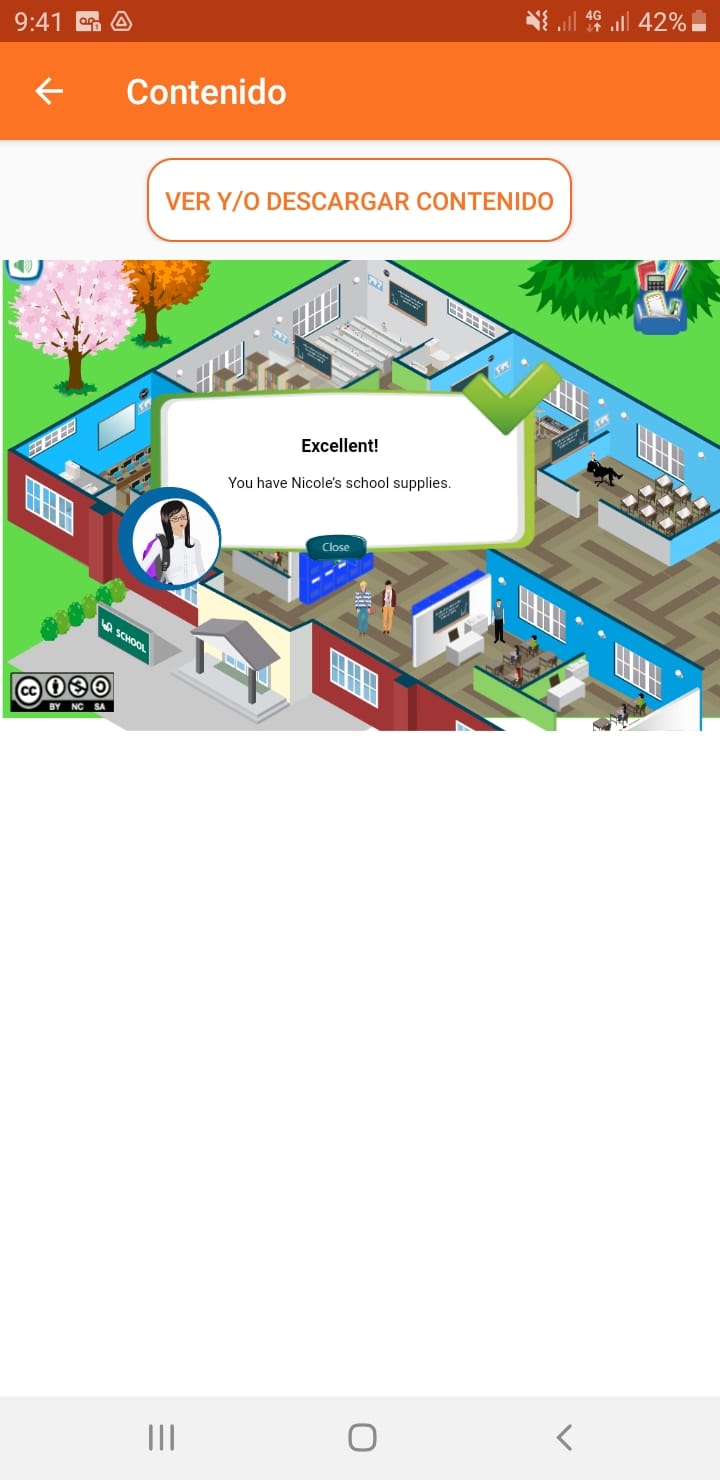 9:41
4G
42%
Contenido
VER Y/O DESCARGAR CONTENIDO
Excellent!
You have Nicole's school supplies.
Close
SCHOOL
cc
BY NC SA